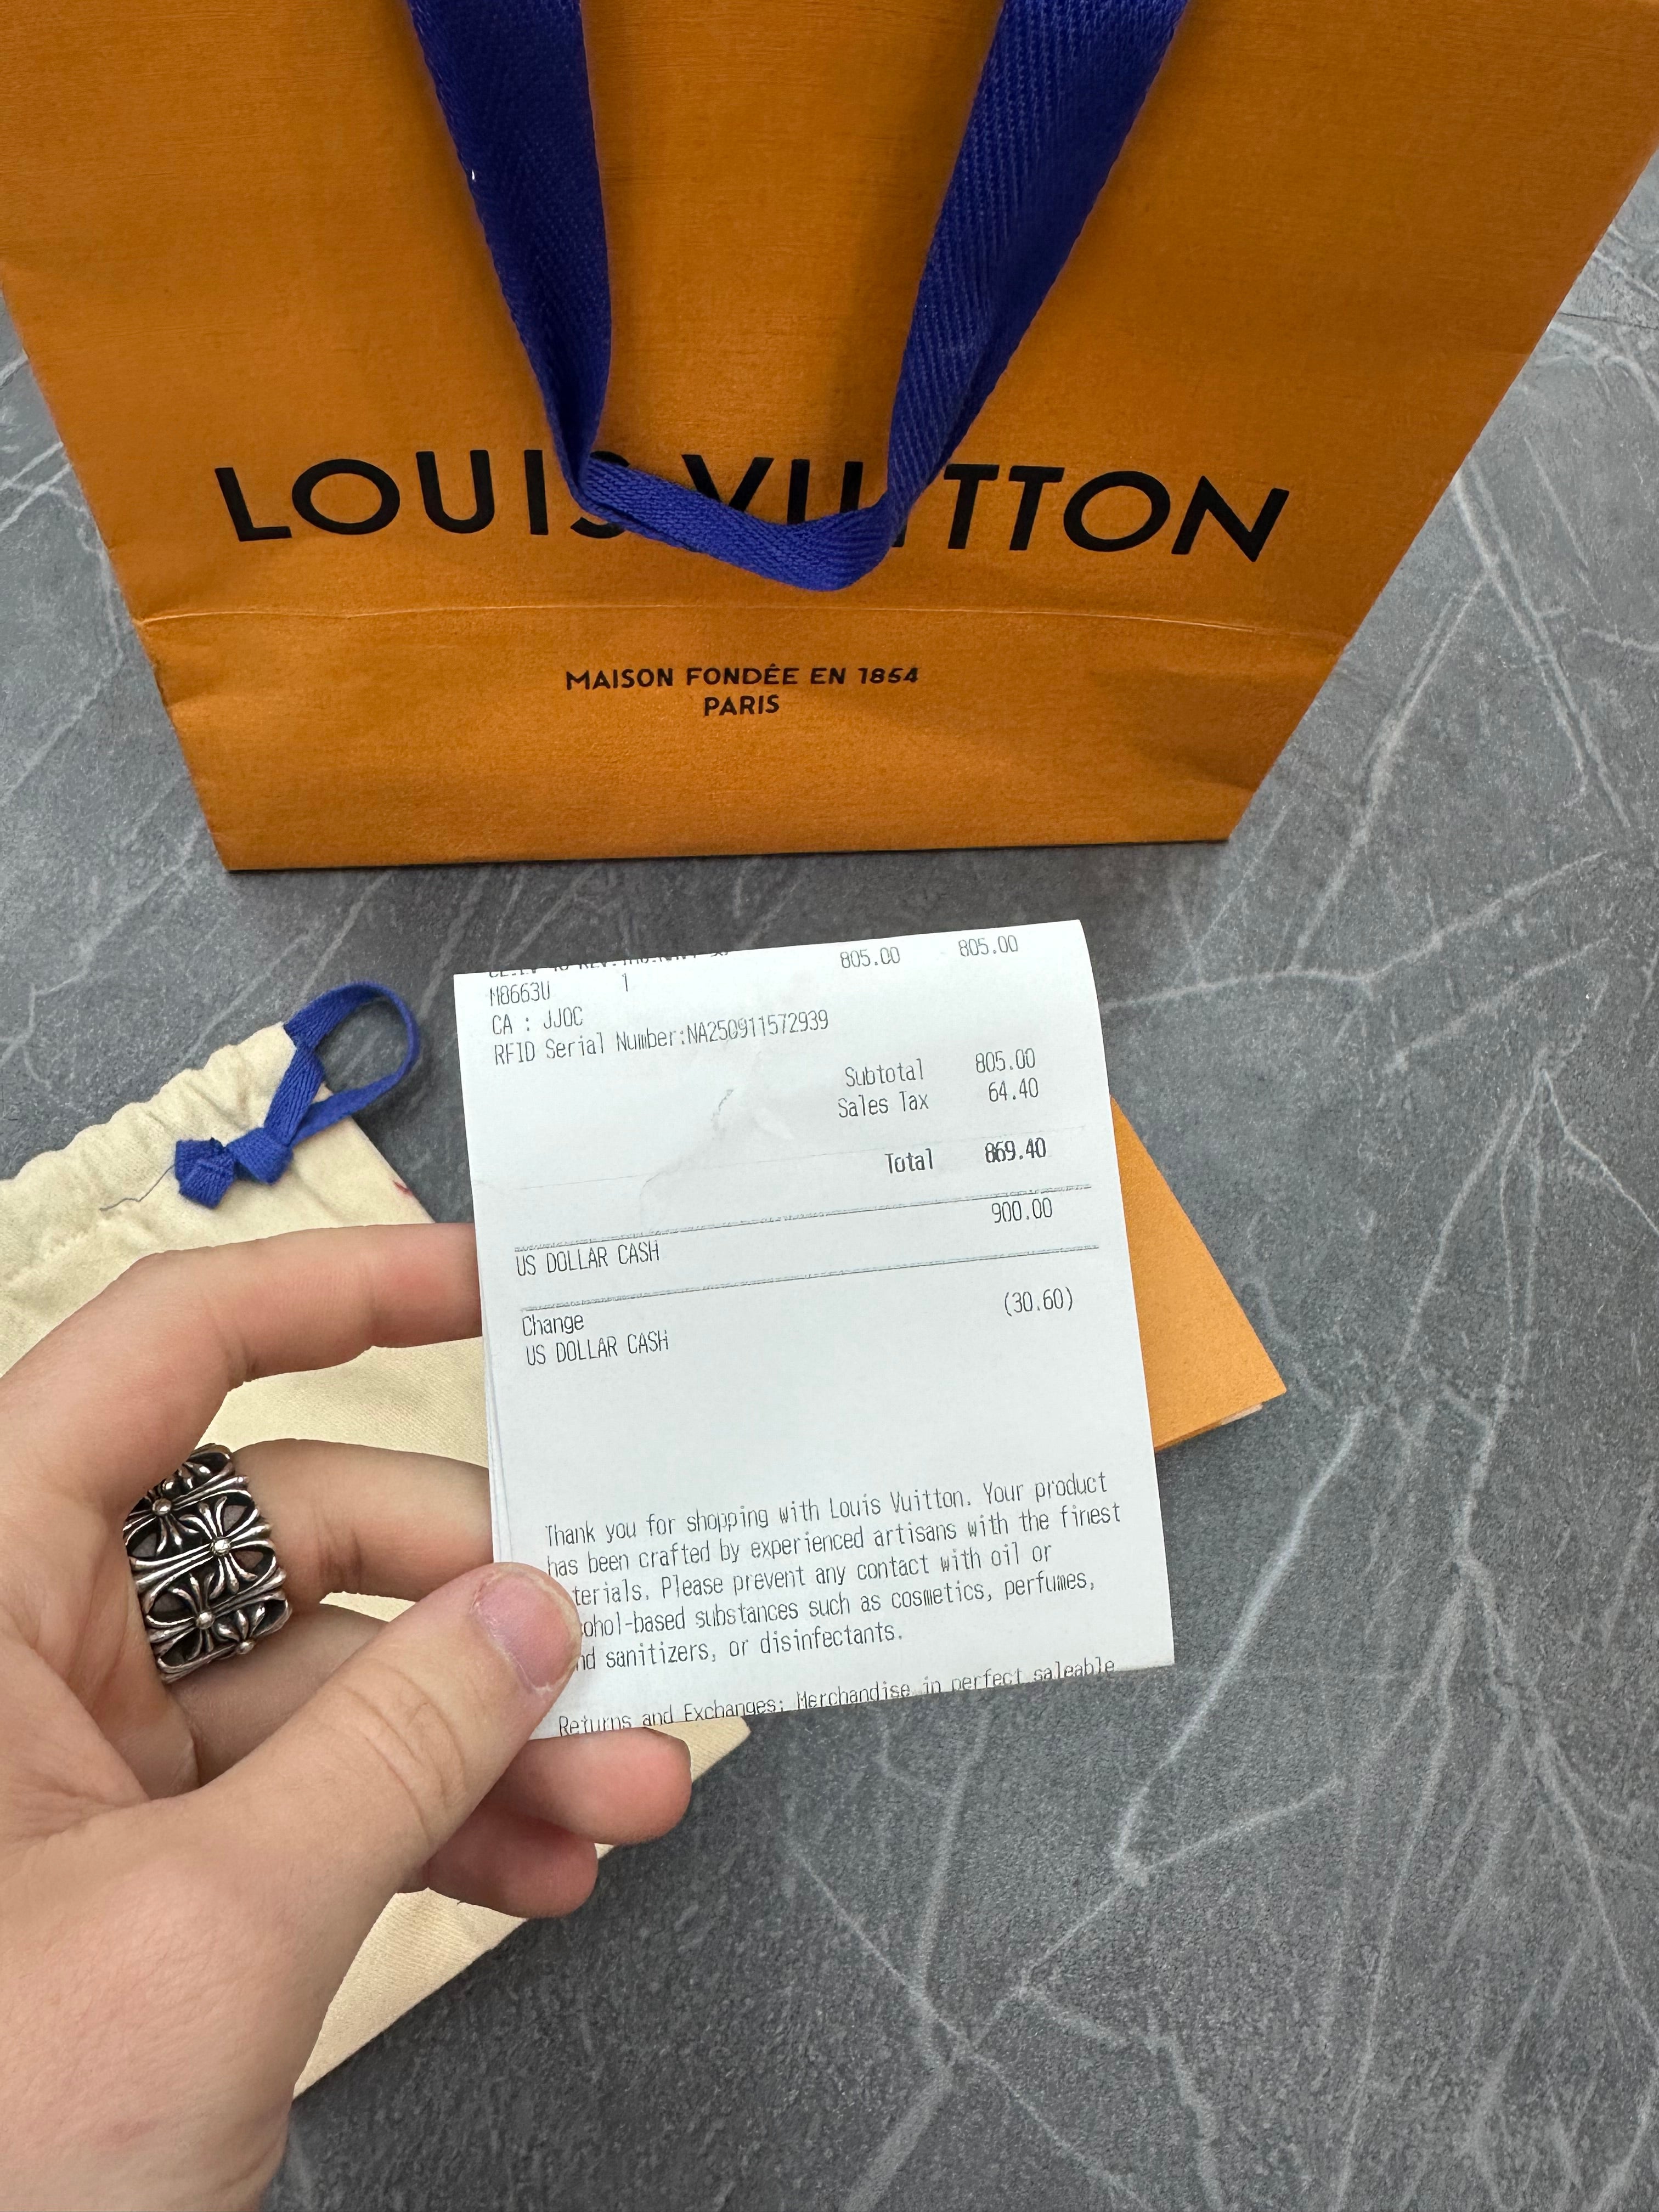 LOUIS VUITTON
MAISON FONDÉE EN 1854
PARIS
805.00 805.00
M8663U 1
CA : JJOC
RFID Serial Number:NA250911572939
Subtotal 805.00
Sales Tax 64.40
Total 869.40
900.00
US DOLLAR CASH
Change (30.60)
US DOLLAR CASH
Thank you for shopping with Louis Vuitton. Your product
has been crafted by experienced artisans with the finest
terials. Please prevent any contact with oil or
ohol-based substances such as cosmetics, perfumes,
nd sanitizers, or disinfectants.
Returns and Exchanges: Merchandise in perfect saleable